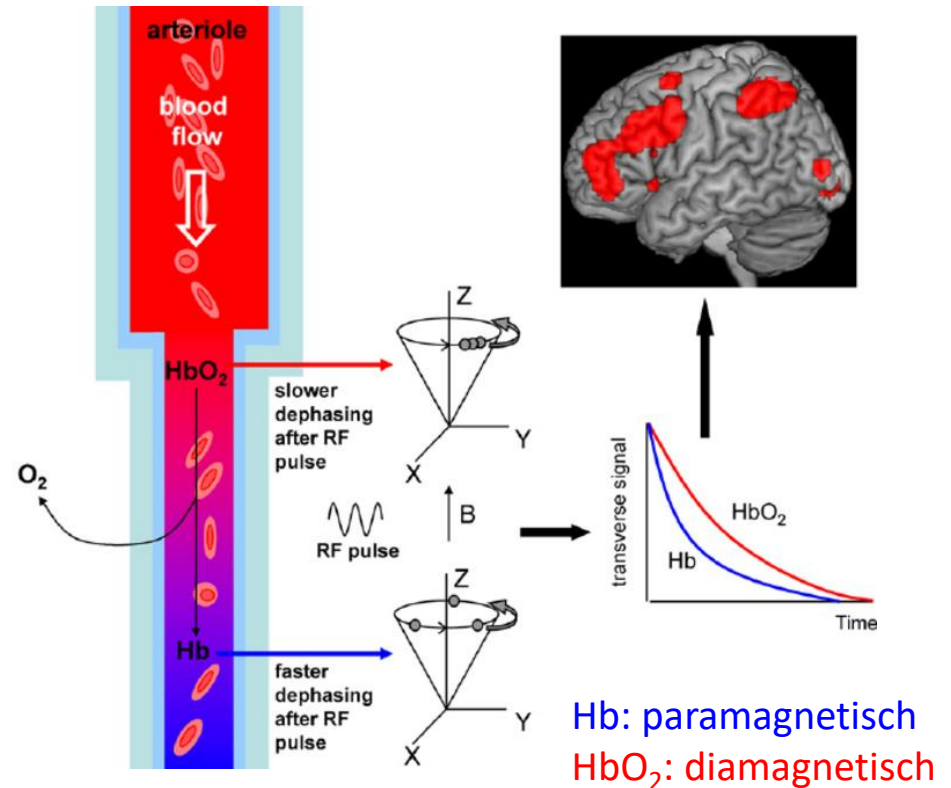 arteriole
blood
flow
HbO₂
slower
dephasing
after RF
pulse
Z
Y
X
O₂
RF pulse
B
Hb
faster
dephasing
after RF
pulse
Z
Y
X
transverse signal
HbO₂
Hb
Time
Hb: paramagnetisch
HbO₂: diamagnetisch